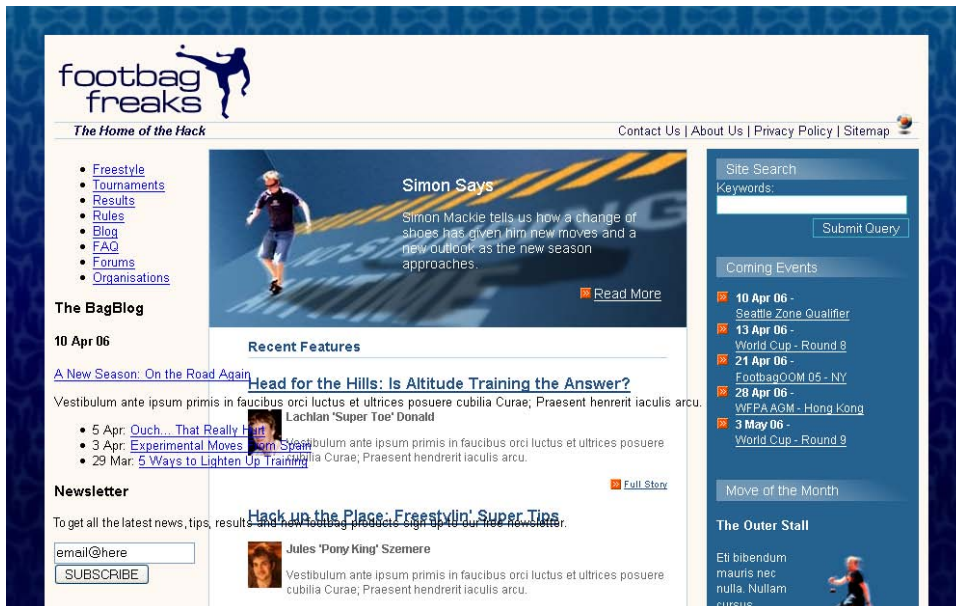 footbag
freaks
The Home of the Hack
Contact Us | About Us | Privacy Policy | Sitemap
Freestyle
Tournaments
Results
Rules
Blog
FAQ
Forums
Organisations
The BagBlog
10 Apr 06
A New Season: On the Road Again
Vestibulum ante ipsum primis in faucibus orci luctus et ultrices posuere cubilia Curae; Praesent henrerit iaculis arcu.
5 Apr: Ouch... That Really Hurt
3 Apr: Experimental Moves from Spain
29 Mar: 5 Ways to Lighten Up Training
Newsletter
To get all the latest news, tips, results and new footbag products sign up to our free newsletter.
email@here
SUBSCRIBE
Simon Says
Simon Mackie tells us how a change of
shoes has given him new moves and a
new outlook as the new season
approaches.
Read More
Recent Features
Head for the Hills: Is Altitude Training the Answer?
Lachlan 'Super Toe' Donald
Vestibulum ante ipsum primis in faucibus orci luctus et ultrices posuere
cubilia Curae; Praesent hendrerit iaculis arcu.
Full Story
Hack up the Place: Freestylin' Super Tips
Jules 'Pony King' Szemere
Vestibulum ante ipsum primis in faucibus orci luctus et ultrices posuere
cubilia Curae; Praesent hendrerit iaculis arcu.
Site Search
Keywords:
Submit Query
Coming Events
10 Apr 06 -
Seattle Zone Qualifier
13 Apr 06 -
World Cup - Round 8
21 Apr 06 -
FootbagOOM 05 - NY
28 Apr 06 -
WFPA AGM - Hong Kong
3 May 06 -
World Cup - Round 9
Move of the Month
The Outer Stall
Eti bibendum
mauris nec
nulla. Nullam
cursus